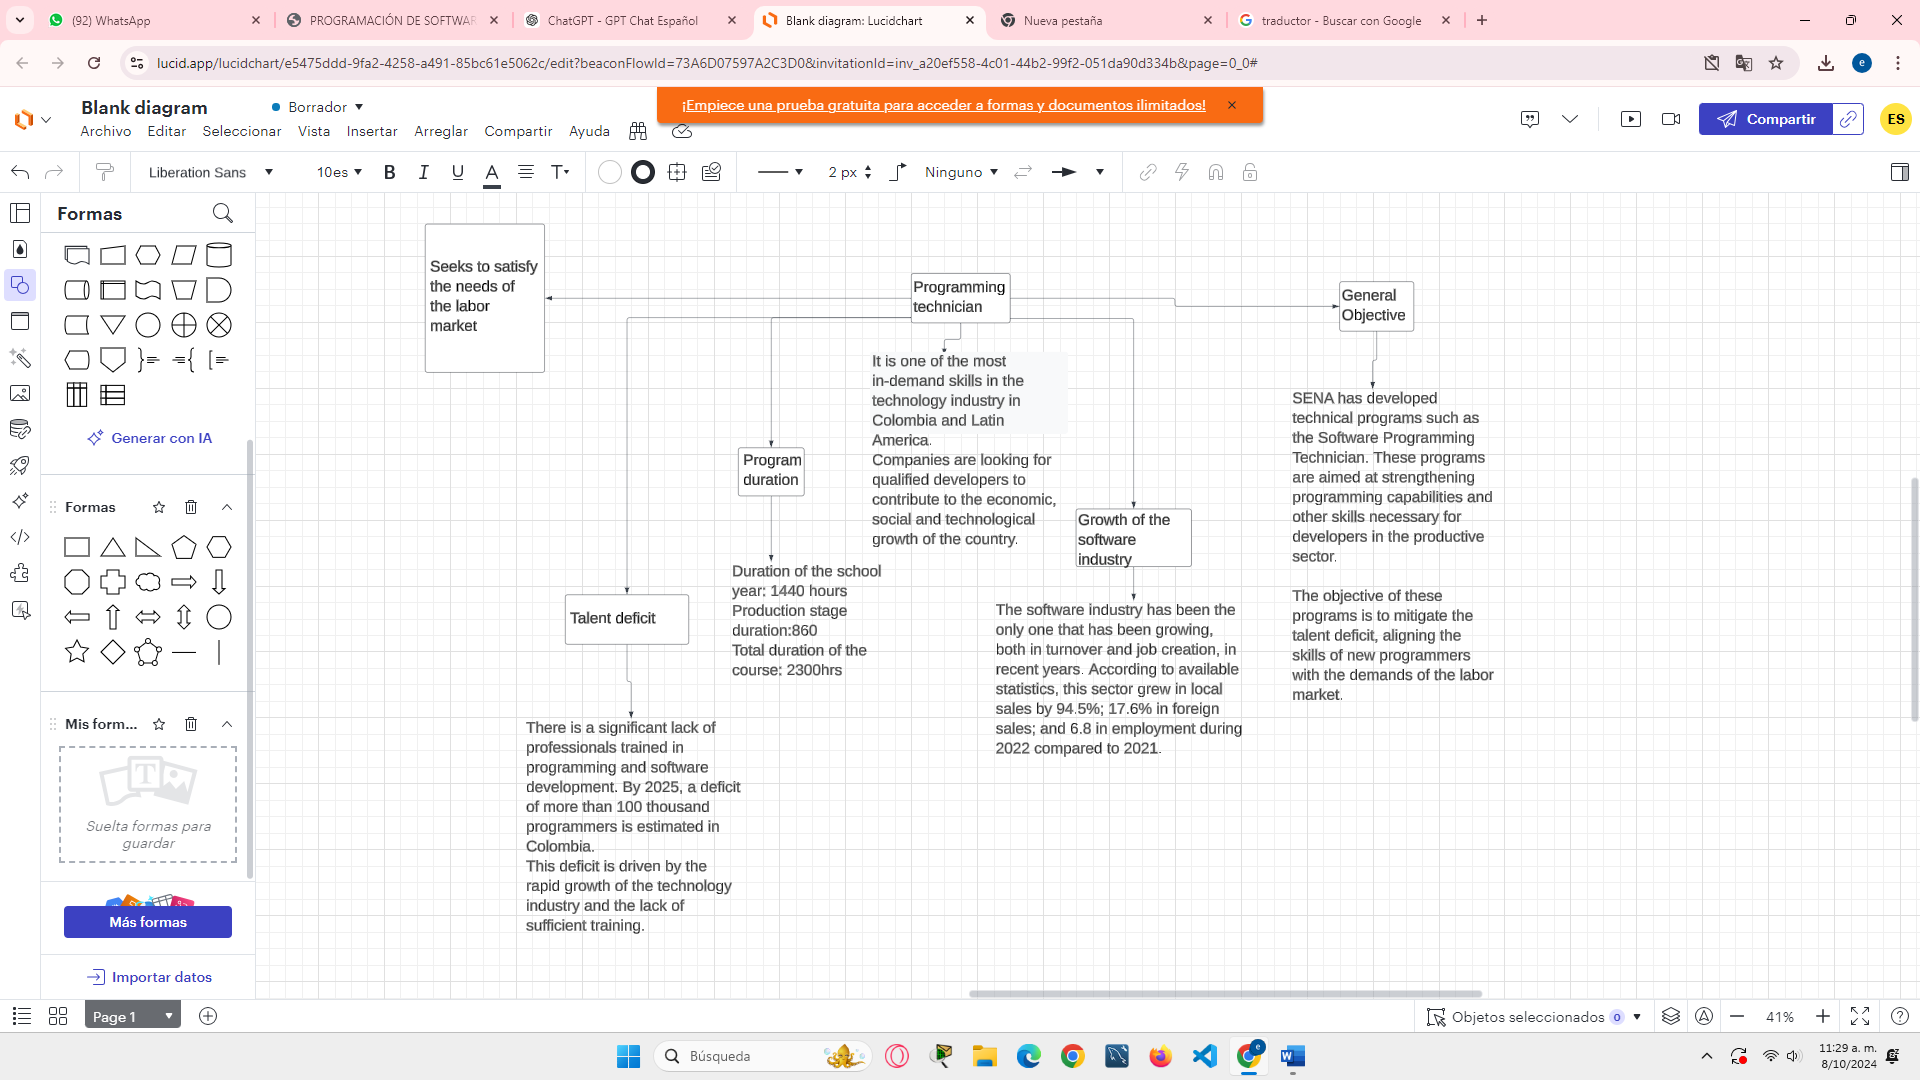 (92) WhatsApp
PROGRAMACIÓN DE SOFTWAR
ChatGPT - GPT Chat Español
Blank diagram: Lucidchart
Nueva pestaña
traductor - Buscar con Google
lucid.app/lucidchart/e5475ddd-9fa2-4258-a491-85bc61e5062c/edit?beaconFlowId=73A6D07597A2C3D0&invitationId=inv_a20ef558-4c01-44b2-99f2-051da90d334b&page=0_0#
e
Blank diagram
Borrador
¡Empiece una prueba gratuita para acceder a formas y documentos ilimitados!
Archivo Editar Seleccionar Vista Insertar Arreglar Compartir Ayuda
Compartir
ES
Liberation Sans
10es
B I U A T
2 px
Ninguno
Formas
Generar con IA
Formas
Mis form...
T
Suelta formas para
guardar
Más formas
Importar datos
Seeks to satisfy
the needs of
the labor
market
Programming
technician
General
Objective
It is one of the most
in-demand skills in the
technology industry in
Colombia and Latin
America.
Companies are looking for
qualified developers to
contribute to the economic,
social and technological
growth of the country.
SENA has developed
technical programs such as
the Software Programming
Technician. These programs
are aimed at strengthening
programming capabilities and
other skills necessary for
developers in the productive
sector.
The objective of these
programs is to mitigate the
talent deficit, aligning the
skills of new programmers
with the demands of the labor
market.
Program
duration
Growth of the
software
industry
Duration of the school
year: 1440 hours
Production stage
duration:860
Total duration of the
course: 2300hrs
Talent deficit
The software industry has been the
only one that has been growing,
both in turnover and job creation, in
recent years. According to available
statistics, this sector grew in local
sales by 94.5%; 17.6% in foreign
sales; and 6.8 in employment during
2022 compared to 2021.
There is a significant lack of
professionals trained in
programming and software
development. By 2025, a deficit
of more than 100 thousand
programmers is estimated in
Colombia.
This deficit is driven by the
rapid growth of the technology
industry and the lack of
sufficient training.
Page 1
Objetos seleccionados 0
41%
Búsqueda
e
11:29 a. m.
8/10/2024